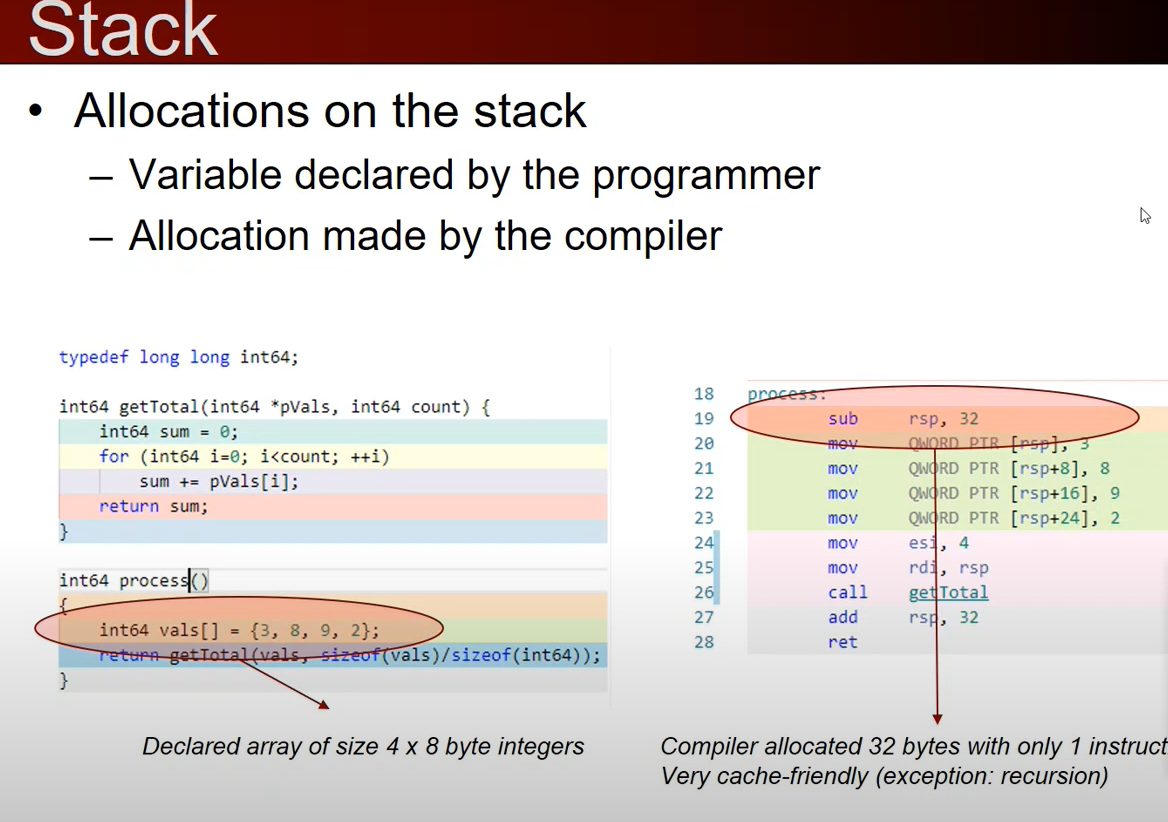 Stack
• Allocations on the stack
– Variable declared by the programmer
– Allocation made by the compiler
typedef long long int64;
int64 getTotal(int64 *pVals, int64 count) {
int64 sum = 0;
for (int64 i=0; i<count; ++i)
sum += pVals[i];
return sum;
}
int64 process()
{
int64 vals[] = {3, 8, 9, 2};
return getTotal(vals, sizeof(vals)/sizeof(int64));
}
Declared array of size 4 x 8 byte integers
18 process:
19 sub rsp, 32
20 mov QWORD PTR [rsp], 3
21 mov QWORD PTR [rsp+8], 8
22 mov QWORD PTR [rsp+16], 9
23 mov QWORD PTR [rsp+24], 2
24 mov esi, 4
25 mov rdi, rsp
26 call getTotal
27 add rsp, 32
28 ret
Compiler allocated 32 bytes with only 1 instruct
Very cache-friendly (exception: recursion)